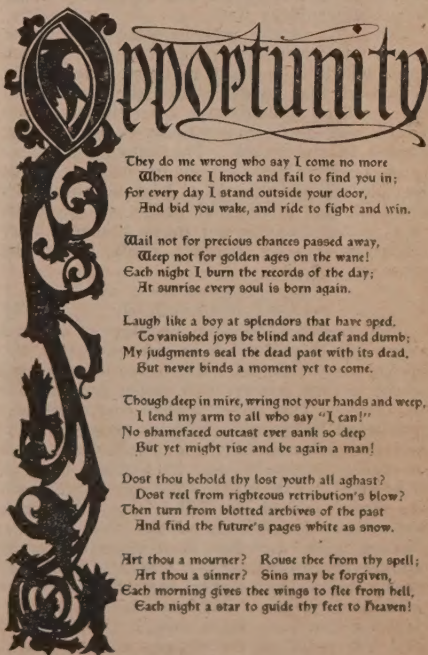 Opportunity
They do me wrong who say I come no more
When once I knock and fail to find you in;
For every day I stand outside your door,
And bid you wake, and ride to fight and win.
Wail not for precious chances passed away,
Weep not for golden ages on the wane!
Each night I burn the records of the day;
At sunrise every soul is born again.
Laugh like a boy at splendors that have sped,
To vanished joys be blind and deaf and dumb;
My judgments seal the dead past with its dead,
But never binds a moment yet to come.
Though deep in mire, wring not your hands and weep,
I lend my arm to all who say "I can!"
No shamefaced outcast ever sank so deep
But yet might rise and be again a man!
Dost thou behold thy lost youth all aghast?
Dost reel from righteous retribution's blow?
Then turn from blotted archives of the past
And find the future's pages white as snow.
Art thou a mourner? Rouse thee from thy spell;
Art thou a sinner? Sins may be forgiven,
Each morning gives thee wings to flee from hell,
Each night a star to guide thy feet to Heaven!